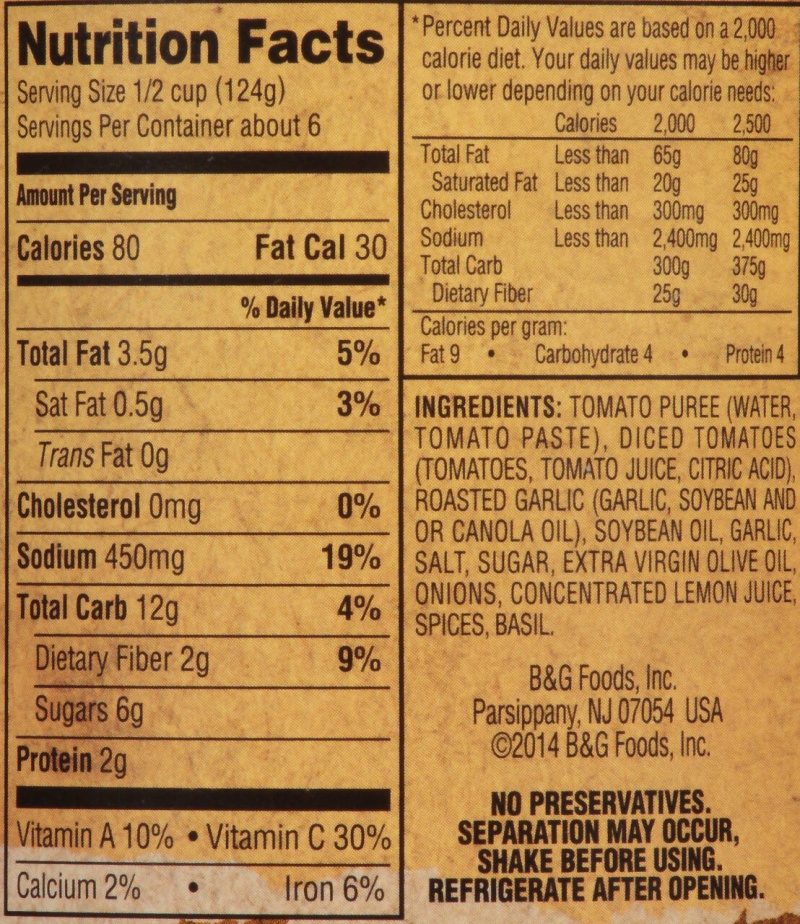 Nutrition Facts
Serving Size 1/2 cup (124g)
Servings Per Container about 6
Amount Per Serving
Calories 80 Fat Cal 30
% Daily Value*
Total Fat 3.5g 5%
Sat Fat 0.5g 3%
Trans Fat 0g
Cholesterol 0mg 0%
Sodium 450mg 19%
Total Carb 12g 4%
Dietary Fiber 2g 9%
Sugars 6g
Protein 2g
Vitamin A 10% • Vitamin C 30%
Calcium 2% • Iron 6%
*Percent Daily Values are based on a 2,000
calorie diet. Your daily values may be higher
or lower depending on your calorie needs:
Calories 2,000 2,500
Total Fat Less than 65g 80g
Saturated Fat Less than 20g 25g
Cholesterol Less than 300mg 300mg
Sodium Less than 2,400mg 2,400mg
Total Carb 300g 375g
Dietary Fiber 25g 30g
Calories per gram:
Fat 9 • Carbohydrate 4 • Protein 4
INGREDIENTS: TOMATO PUREE (WATER,
TOMATO PASTE), DICED TOMATOES
(TOMATOES, TOMATO JUICE, CITRIC ACID),
ROASTED GARLIC (GARLIC, SOYBEAN AND
OR CANOLA OIL), SOYBEAN OIL, GARLIC,
SALT, SUGAR, EXTRA VIRGIN OLIVE OIL,
ONIONS, CONCENTRATED LEMON JUICE,
SPICES, BASIL.
B&G Foods, Inc.
Parsippany, NJ 07054 USA
©2014 B&G Foods, Inc.
NO PRESERVATIVES.
SEPARATION MAY OCCUR,
SHAKE BEFORE USING.
REFRIGERATE AFTER OPENING.